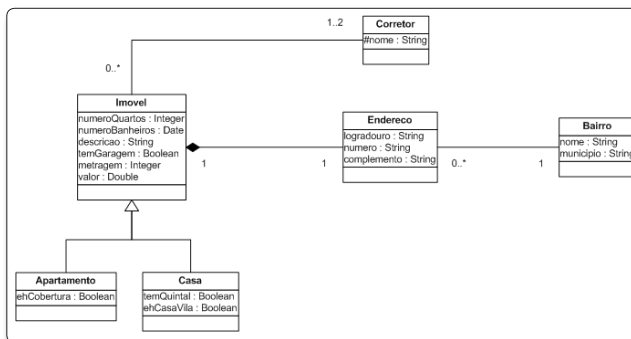 Corretor
#nome : String
1..2
0..*
Imovel
numeroQuartos : Integer
numeroBanheiros : Date
descricao : String
temGaragem : Boolean
metragem : Integer
valor : Double
1
1
Endereco
logradouro : String
numero : String
complemento : String
0..*
1
Bairro
nome : String
municipio : String
Apartamento
ehCobertura : Boolean
Casa
temQuintal : Boolean
ehCasaVila : Boolean